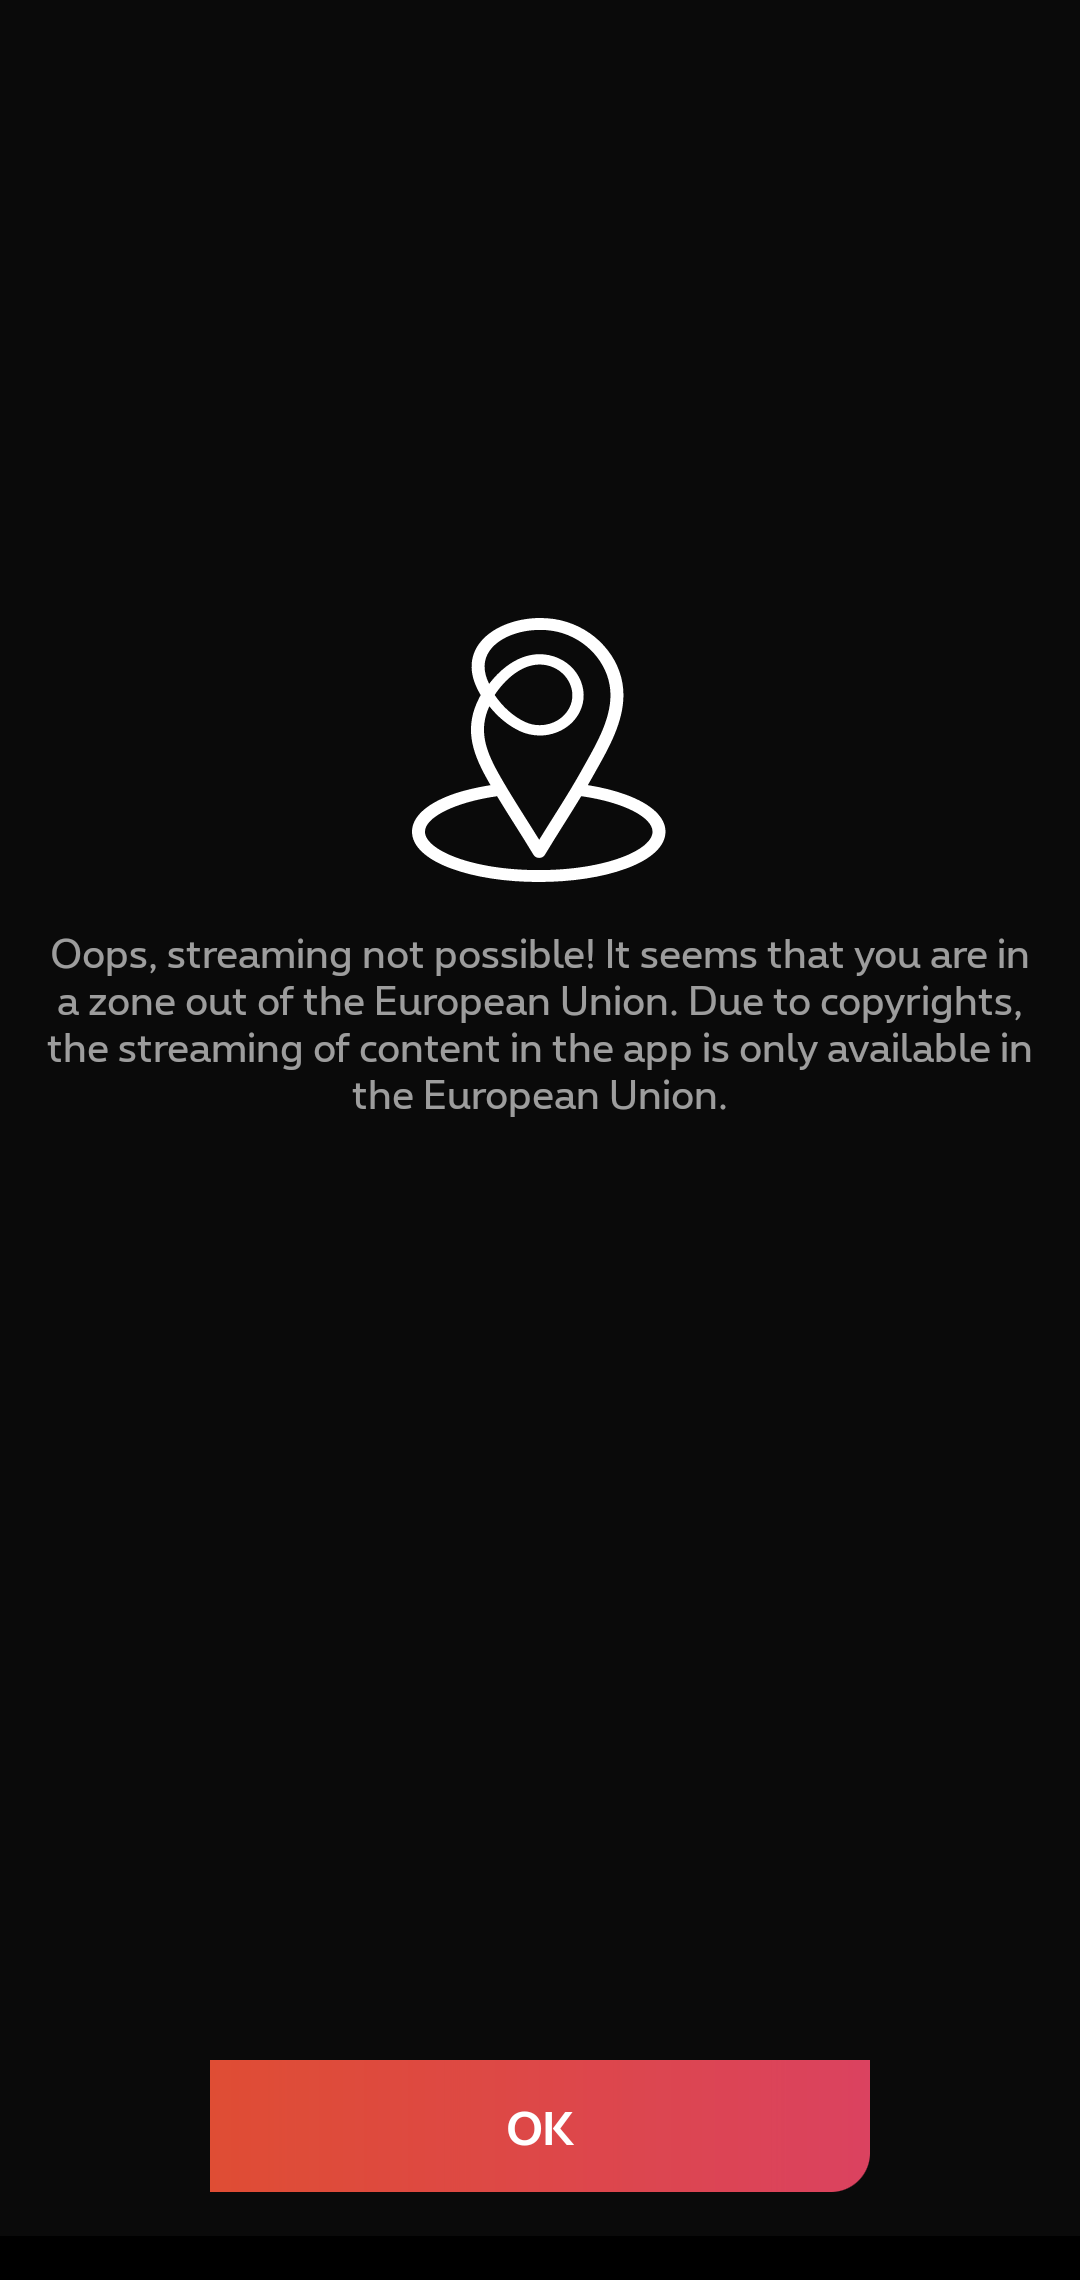 Oops, streaming not possible! It seems that you are in
a zone out of the European Union. Due to copyrights,
the streaming of content in the app is only available in
the European Union.
OK